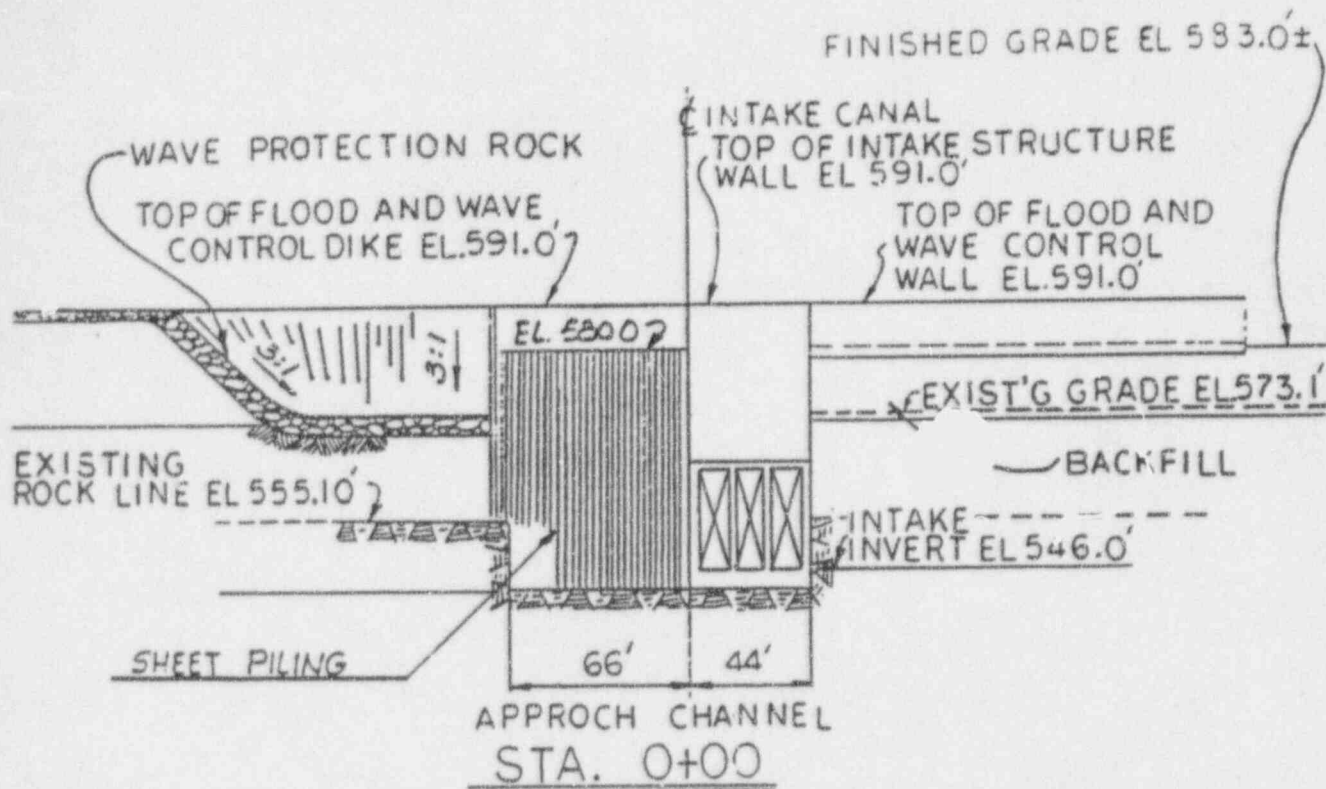 FINISHED GRADE EL 583.0'±
℄ INTAKE CANAL
TOP OF INTAKE STRUCTURE
WALL EL 591.0'
WAVE PROTECTION ROCK
TOP OF FLOOD AND WAVE
CONTROL DIKE EL.591.0'
TOP OF FLOOD AND
WAVE CONTROL
WALL EL.591.0'
EL. 580 0
3:1
3:1
EXIST'G GRADE EL.573.1'
BACKFILL
EXISTING
ROCK LINE EL 555.10'
INTAKE
INVERT EL 546.0'
SHEET PILING
66'
44'
APPROCH CHANNEL
STA. 0+00